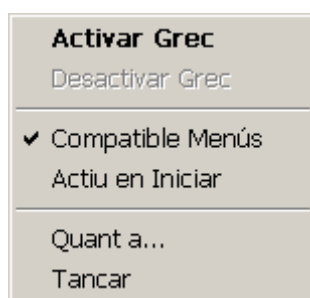 Activar Grec
Desactivar Grec
Compatible Menús
Actiu en Iniciar
Quant a...
Tancar